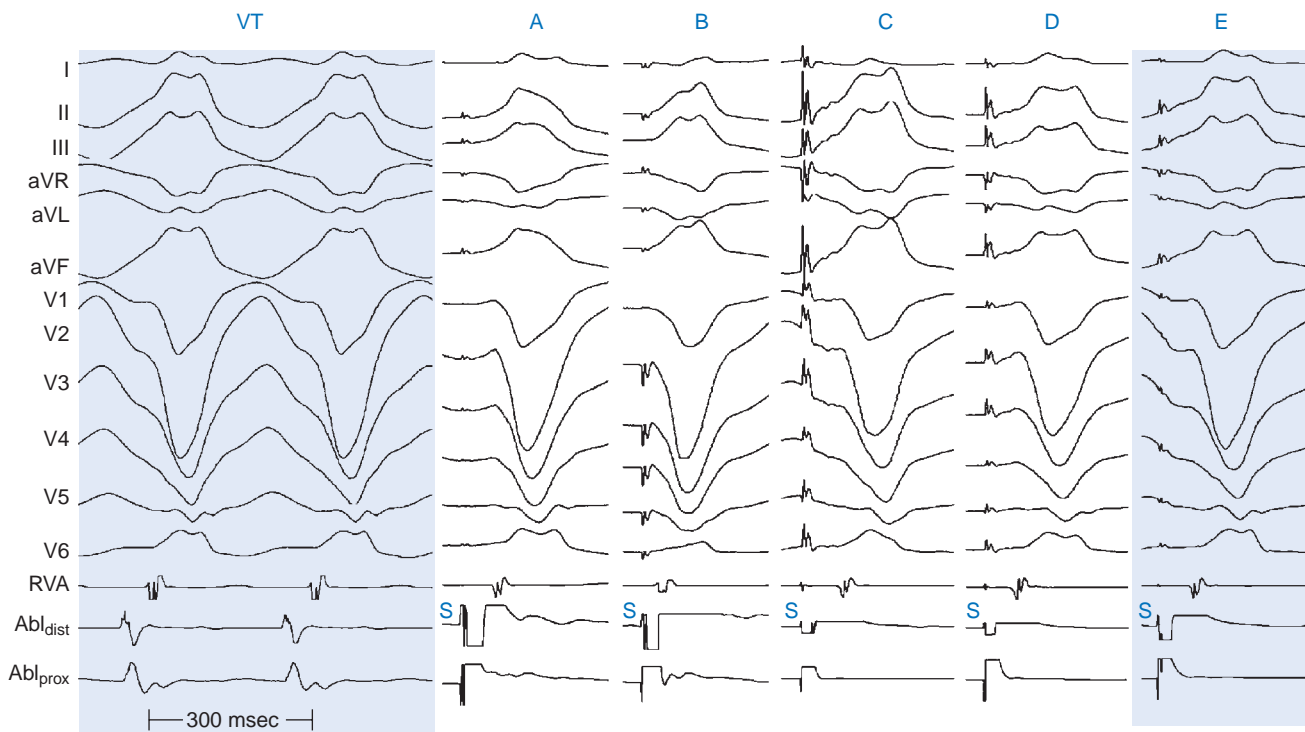 VT A B C D E
I
II
III
aVR
aVL
aVF
V1
V2
V3
V4
V5
V6
RVA
S S S S S
Abldist
Ablprox
300 msec